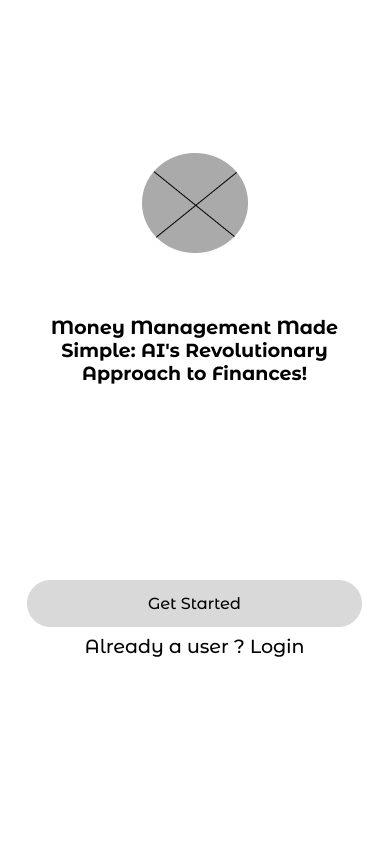 Money Management Made
Simple: AI's Revolutionary
Approach to Finances!
Get Started
Already a user ? Login